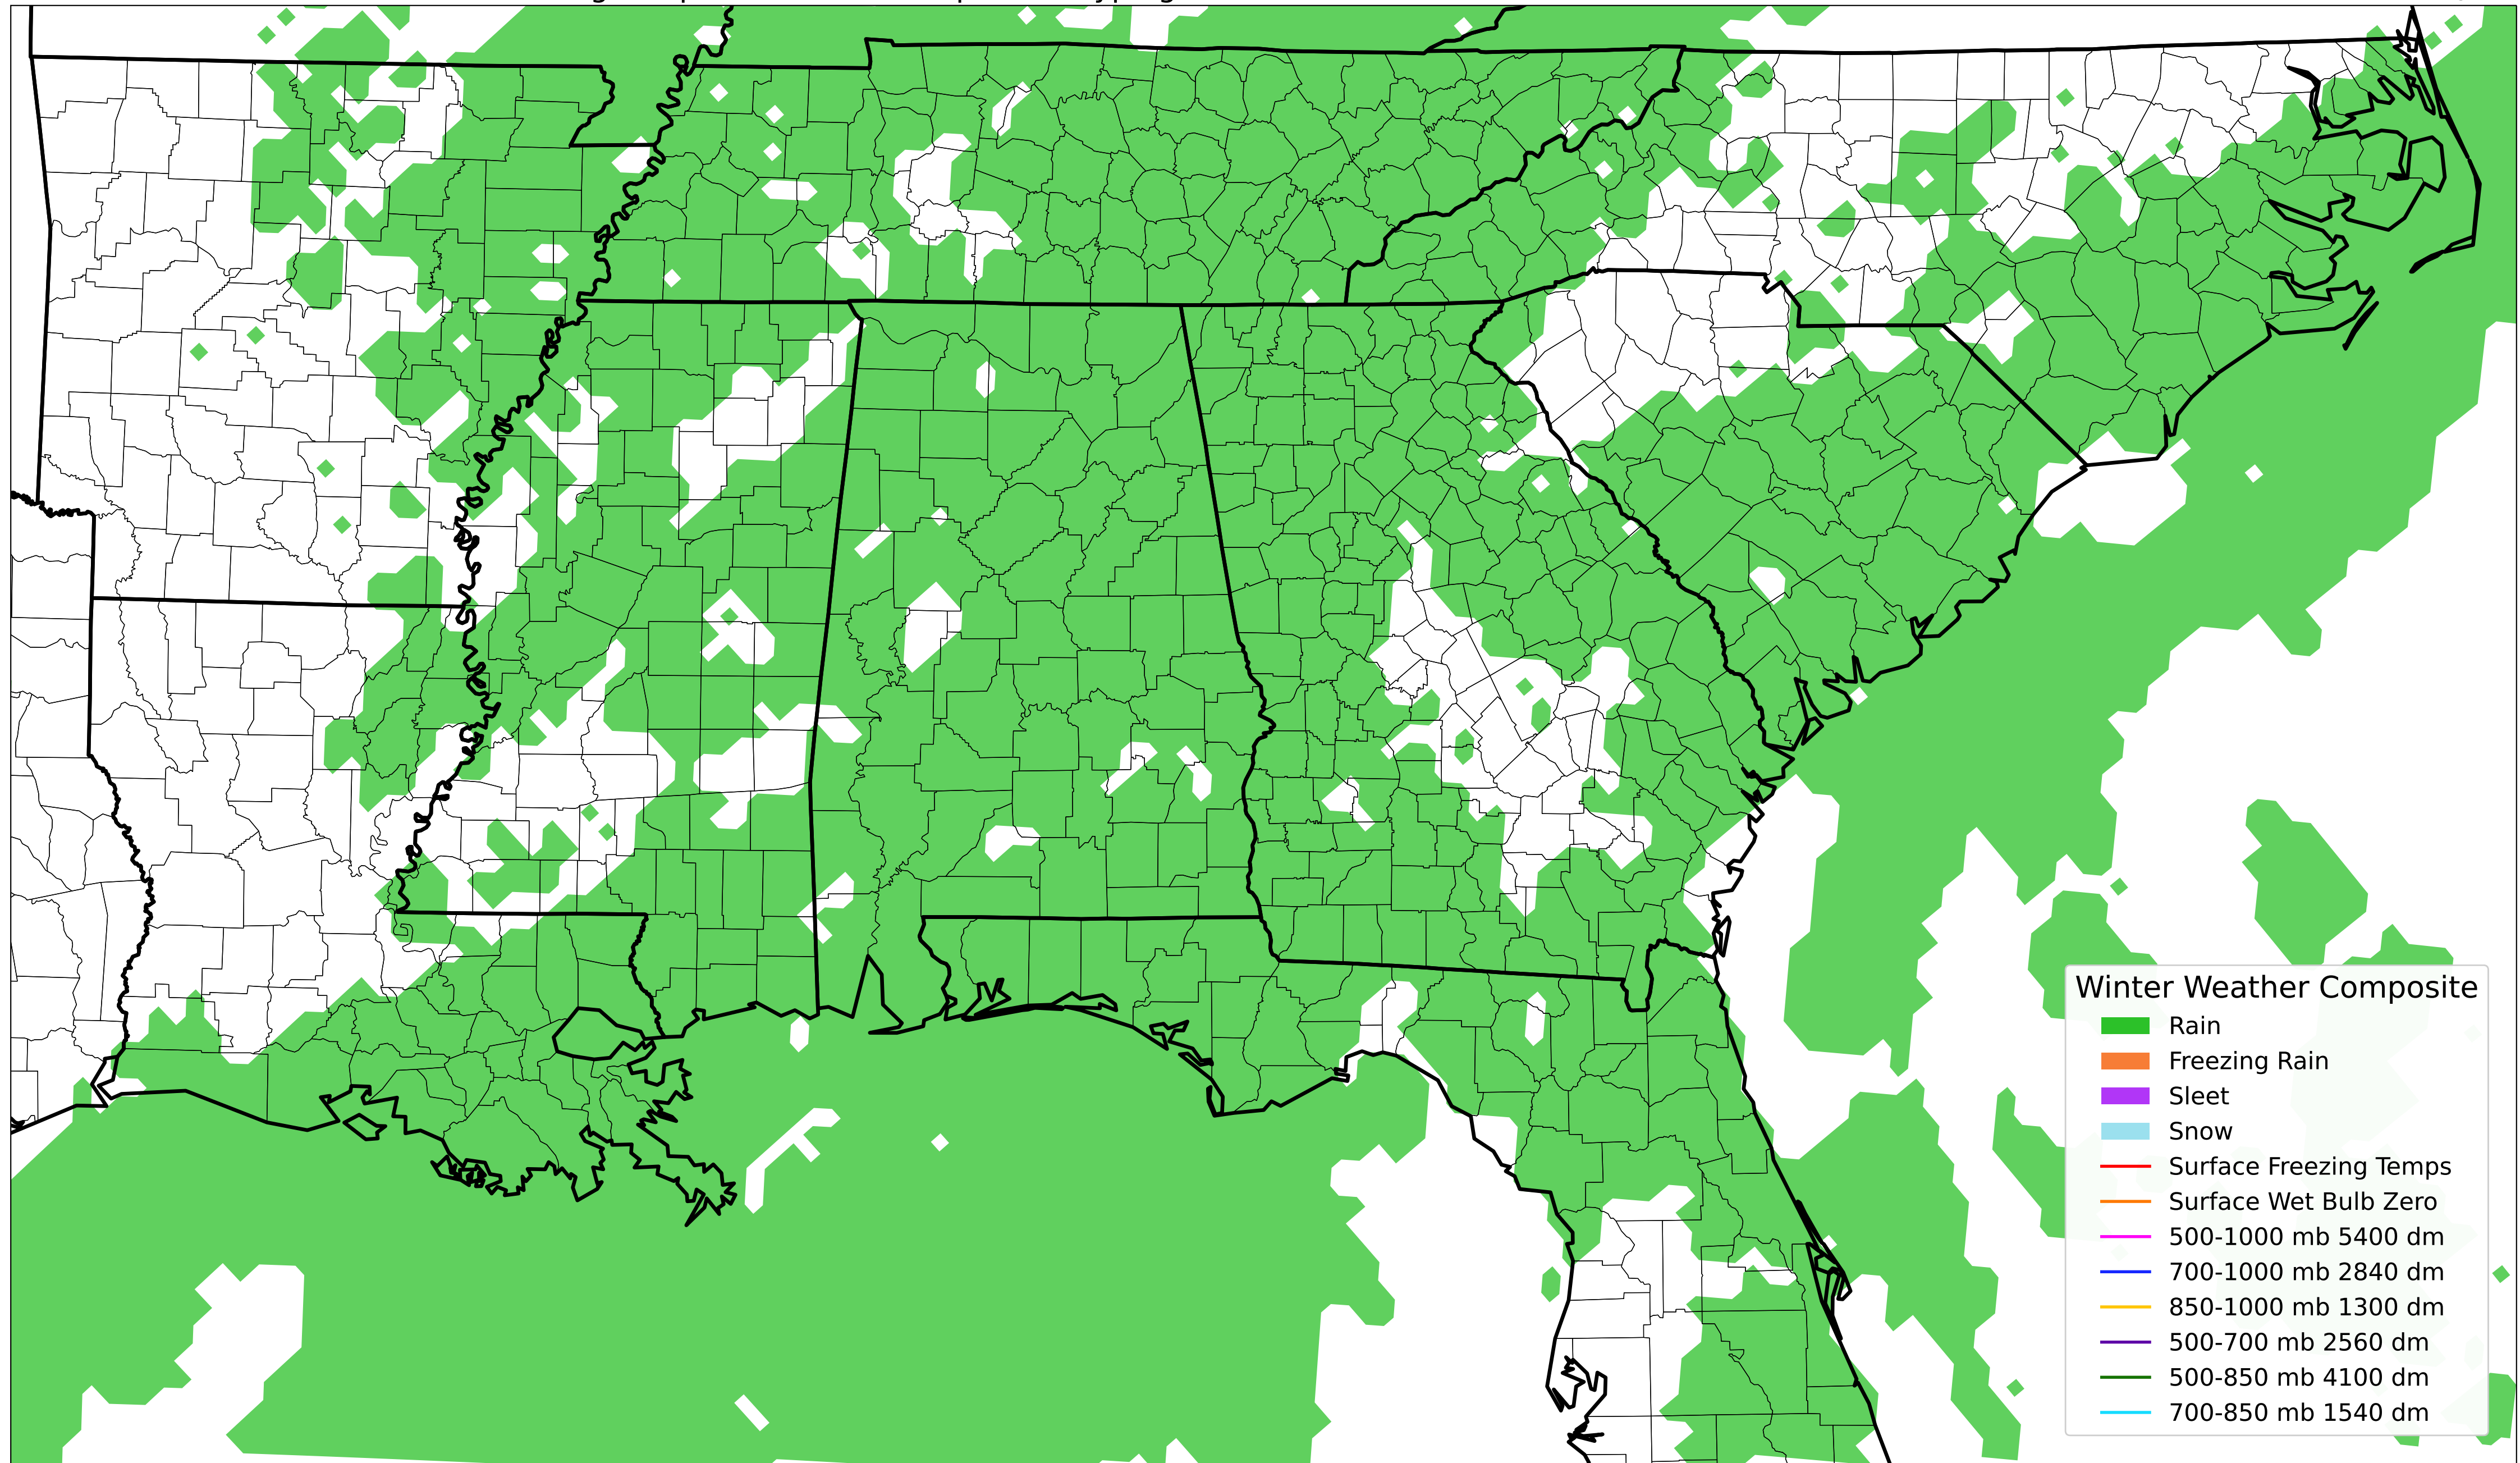 Winter Weather Composite
Rain
Freezing Rain
Sleet
Snow
Surface Freezing Temps
Surface Wet Bulb Zero
500-1000 mb 5400 dm
700-1000 mb 2840 dm
850-1000 mb 1300 dm
500-700 mb 2560 dm
500-850 mb 4100 dm
700-850 mb 1540 dm